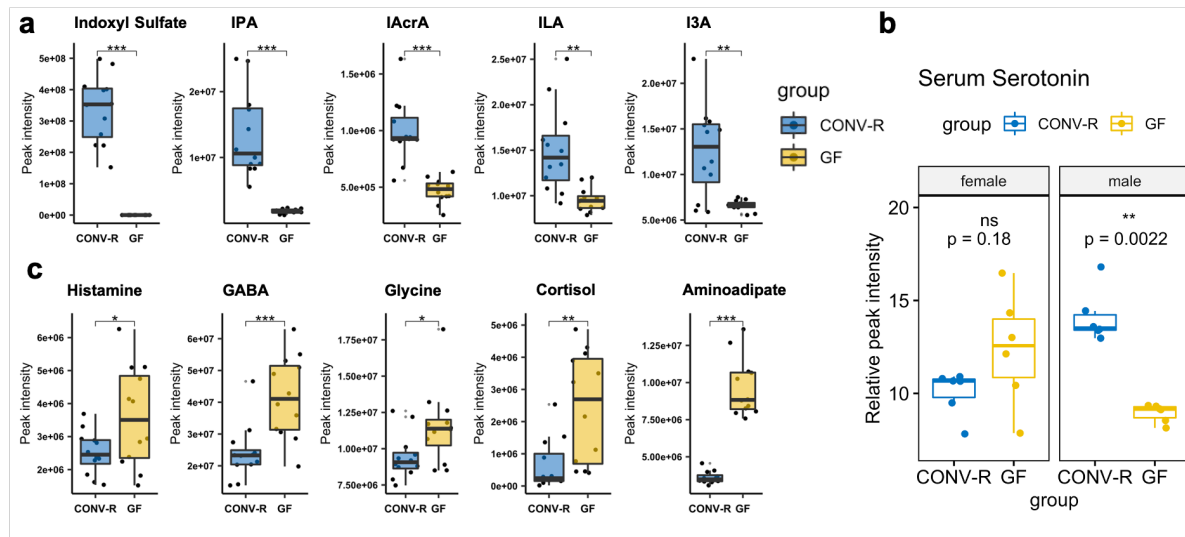 a
Indoxyl Sulfate
IPA
IAcrA
ILA
I3A
Peak intensity
5e+08
4e+08
3e+08
2e+08
1e+08
0e+00
***
CONV-R GF
Peak intensity
2e+07
1e+07
***
CONV-R GF
Peak intensity
1.5e+06
1.0e+06
5.0e+05
***
CONV-R GF
Peak intensity
2.5e+07
2.0e+07
1.5e+07
1.0e+07
**
CONV-R GF
Peak intensity
2.0e+07
1.5e+07
1.0e+07
5.0e+06
**
CONV-R GF
group
CONV-R
GF
b
Serum Serotonin
group CONV-R GF
female male
ns
p = 0.18
**
p = 0.0022
Relative peak intensity
20
15
10
CONV-R GF CONV-R GF
group
c
Histamine
GABA
Glycine
Cortisol
Aminoadipate
Peak intensity
6e+06
5e+06
4e+06
3e+06
2e+06
*
CONV-R GF
Peak intensity
6e+07
4e+07
2e+07
***
CONV-R GF
Peak intensity
1.75e+07
1.50e+07
1.25e+07
1.00e+07
7.50e+06
*
CONV-R GF
Peak intensity
5e+06
4e+06
3e+06
2e+06
1e+06
0e+00
**
CONV-R GF
Peak intensity
1.25e+07
1.00e+07
7.50e+06
5.00e+06
***
CONV-R GF